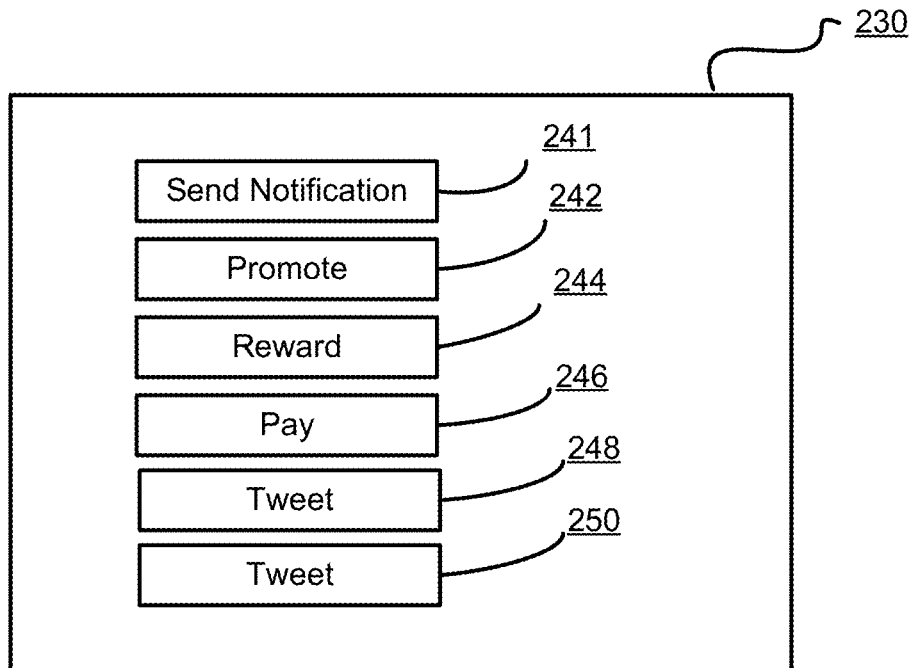 230
241
Send Notification
242
Promote
244
Reward
246
Pay
248
Tweet
250
Tweet